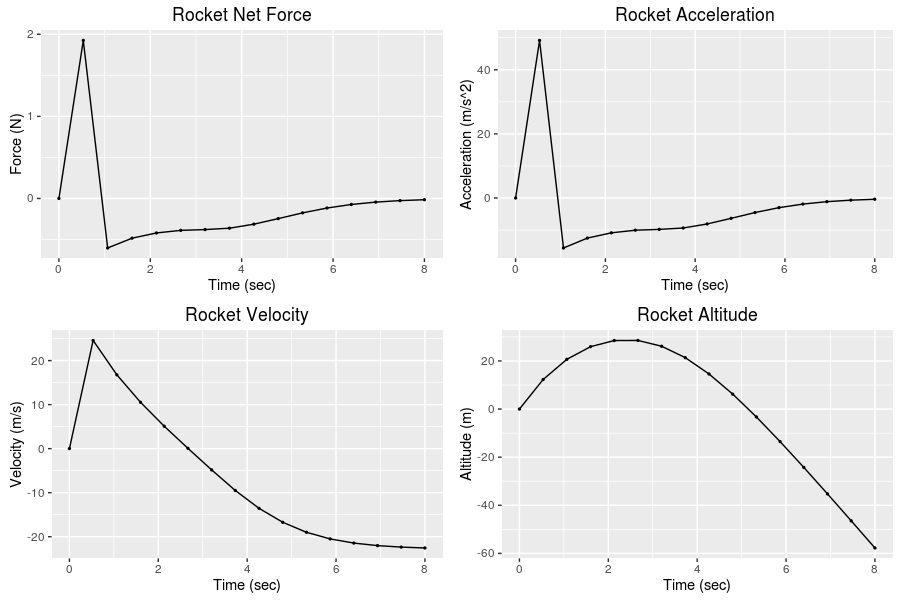 Rocket Net Force
Force (N)
2
1
0
0 2 4 6 8
Time (sec)
Rocket Acceleration
Acceleration (m/s^2)
40
20
0
0 2 4 6 8
Time (sec)
Rocket Velocity
Velocity (m/s)
20
10
0
-10
-20
0 2 4 6 8
Time (sec)
Rocket Altitude
Altitude (m)
20
0
-20
-40
-60
0 2 4 6 8
Time (sec)